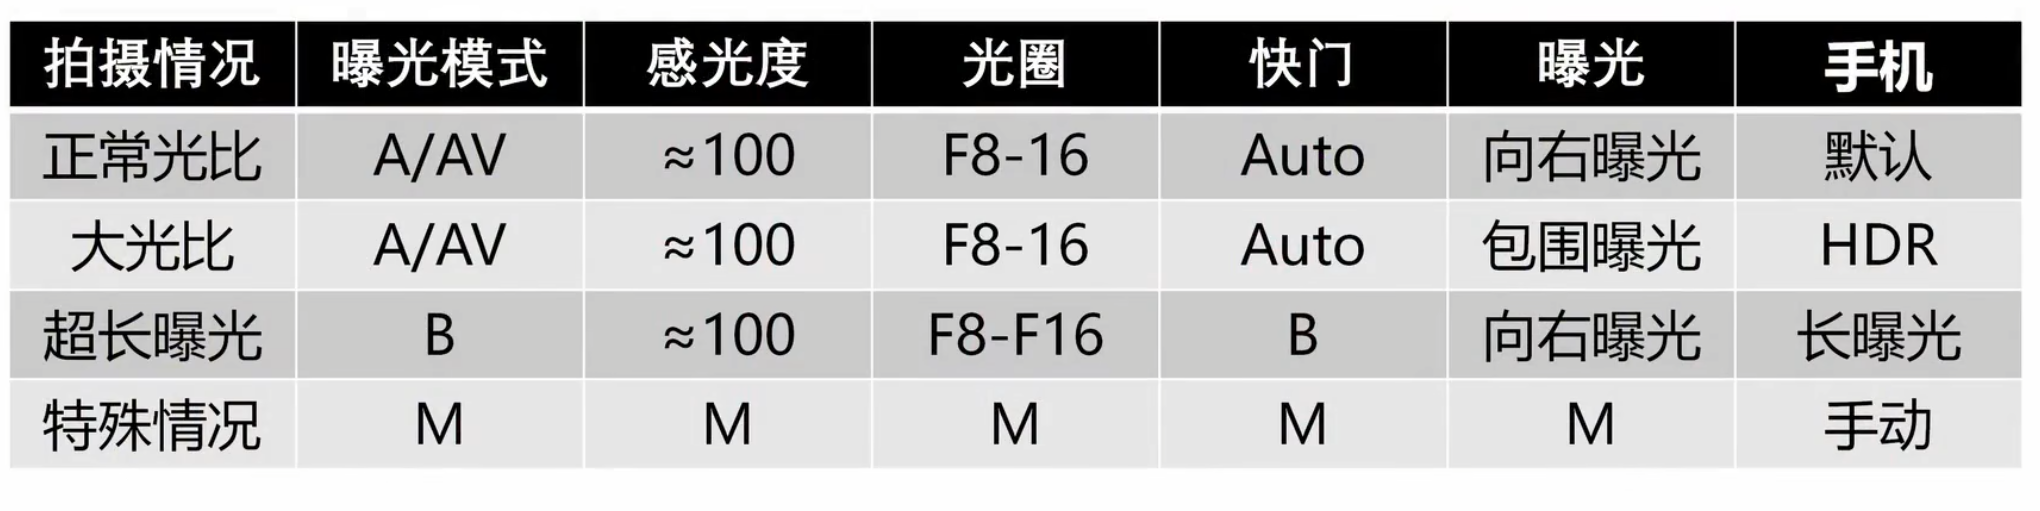 拍摄情况 曝光模式 感光度 光圈 快门 曝光 手机
正常光比 A/AV ≈100 F8-16 Auto 向右曝光 默认
大光比 A/AV ≈100 F8-16 Auto 包围曝光 HDR
超长曝光 B ≈100 F8-F16 B 向右曝光 长曝光
特殊情况 M M M M M 手动